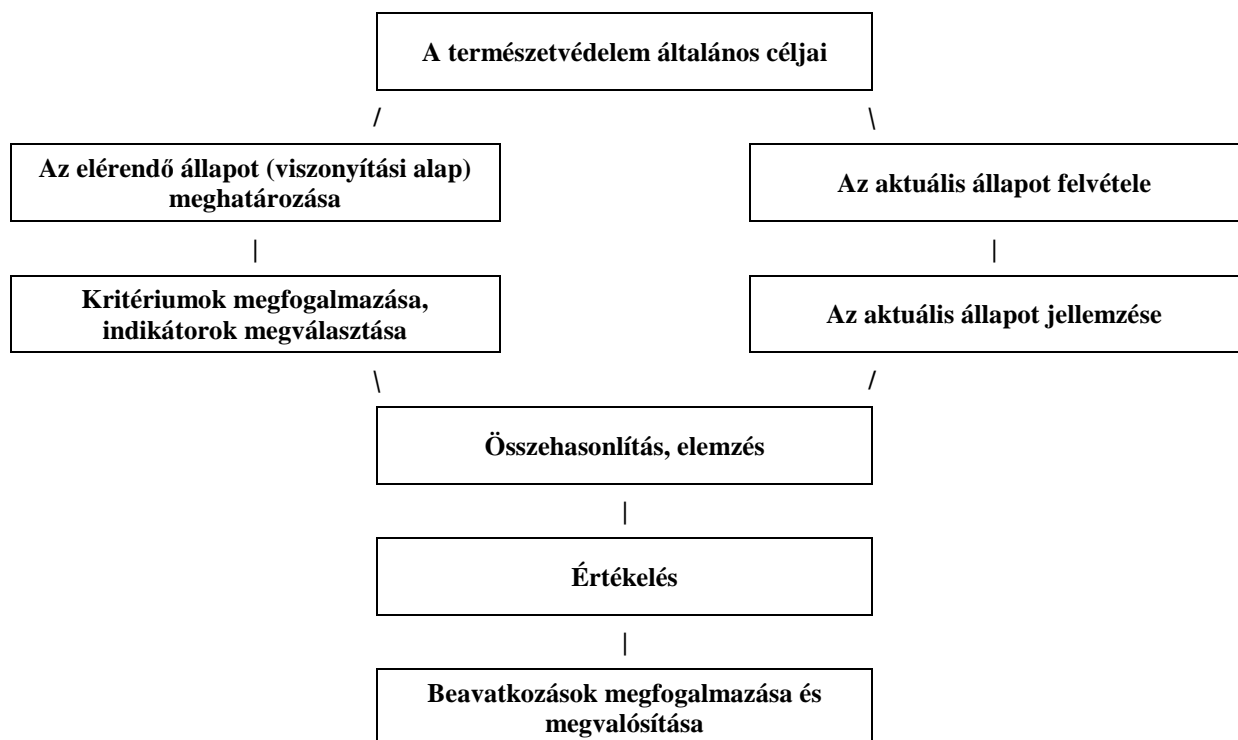 A természetvédelem általános céljai
/ \
Az elérendő állapot (viszonyítási alap)
meghatározása
Az aktuális állapot felvétele
| |
Kritériumok megfogalmazása,
indikátorok megválasztása
Az aktuális állapot jellemzése
\ /
Összehasonlítás, elemzés
|
Értékelés
|
Beavatkozások megfogalmazása és
megvalósítása